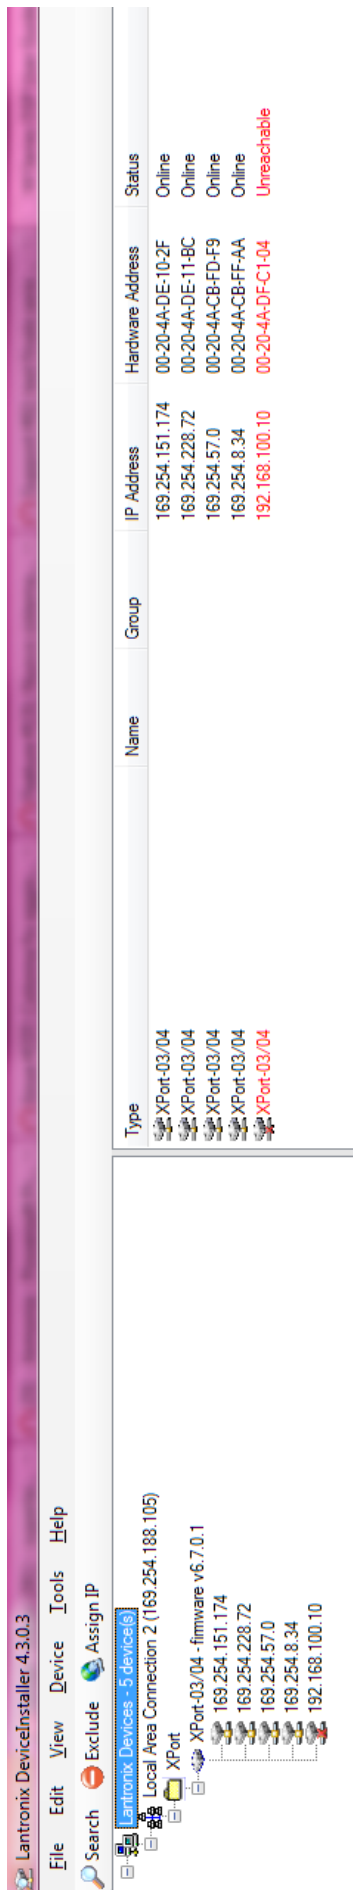 Lantronix DeviceInstaller 4.3.0.3
File Edit View Device Tools Help
Search Exclude Assign IP
Lantronix Devices - 5 device(s)
Local Area Connection 2 (169.254.188.105)
XPort
XPort-03/04 - firmware v6.7.0.1
169.254.151.174
169.254.228.72
169.254.57.0
169.254.8.34
192.168.100.10
Type Name Group IP Address Hardware Address Status
XPort-03/04 169.254.151.174 00-20-4A-DE-10-2F Online
XPort-03/04 169.254.228.72 00-20-4A-DE-11-BC Online
XPort-03/04 169.254.57.0 00-20-4A-CB-FD-F9 Online
XPort-03/04 169.254.8.34 00-20-4A-CB-FF-AA Online
XPort-03/04 192.168.100.10 00-20-4A-DF-C1-04 Unreachable